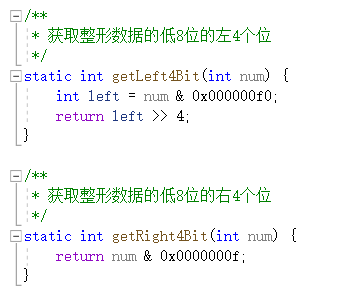 /**
 * 获取整形数据的低8位的左4个位
 */
static int getLeft4Bit(int num) {
    int left = num & 0x000000f0;
    return left >> 4;
}
/**
 * 获取整形数据的低8位的右4个位
 */
static int getRight4Bit(int num) {
    return num & 0x0000000f;
}